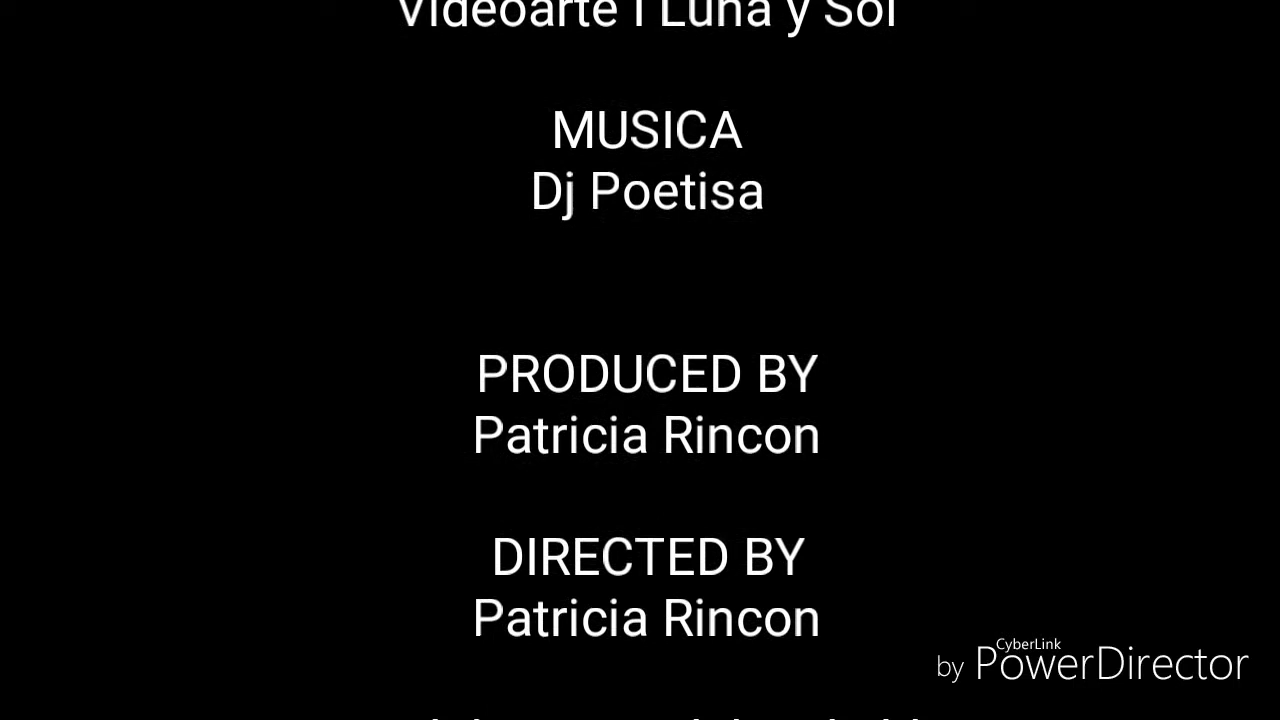 Videoarte I Luna y Sol
MUSICA
Dj Poetisa
PRODUCED BY
Patricia Rincon
DIRECTED BY
Patricia Rincon
CyberLink
by PowerDirector